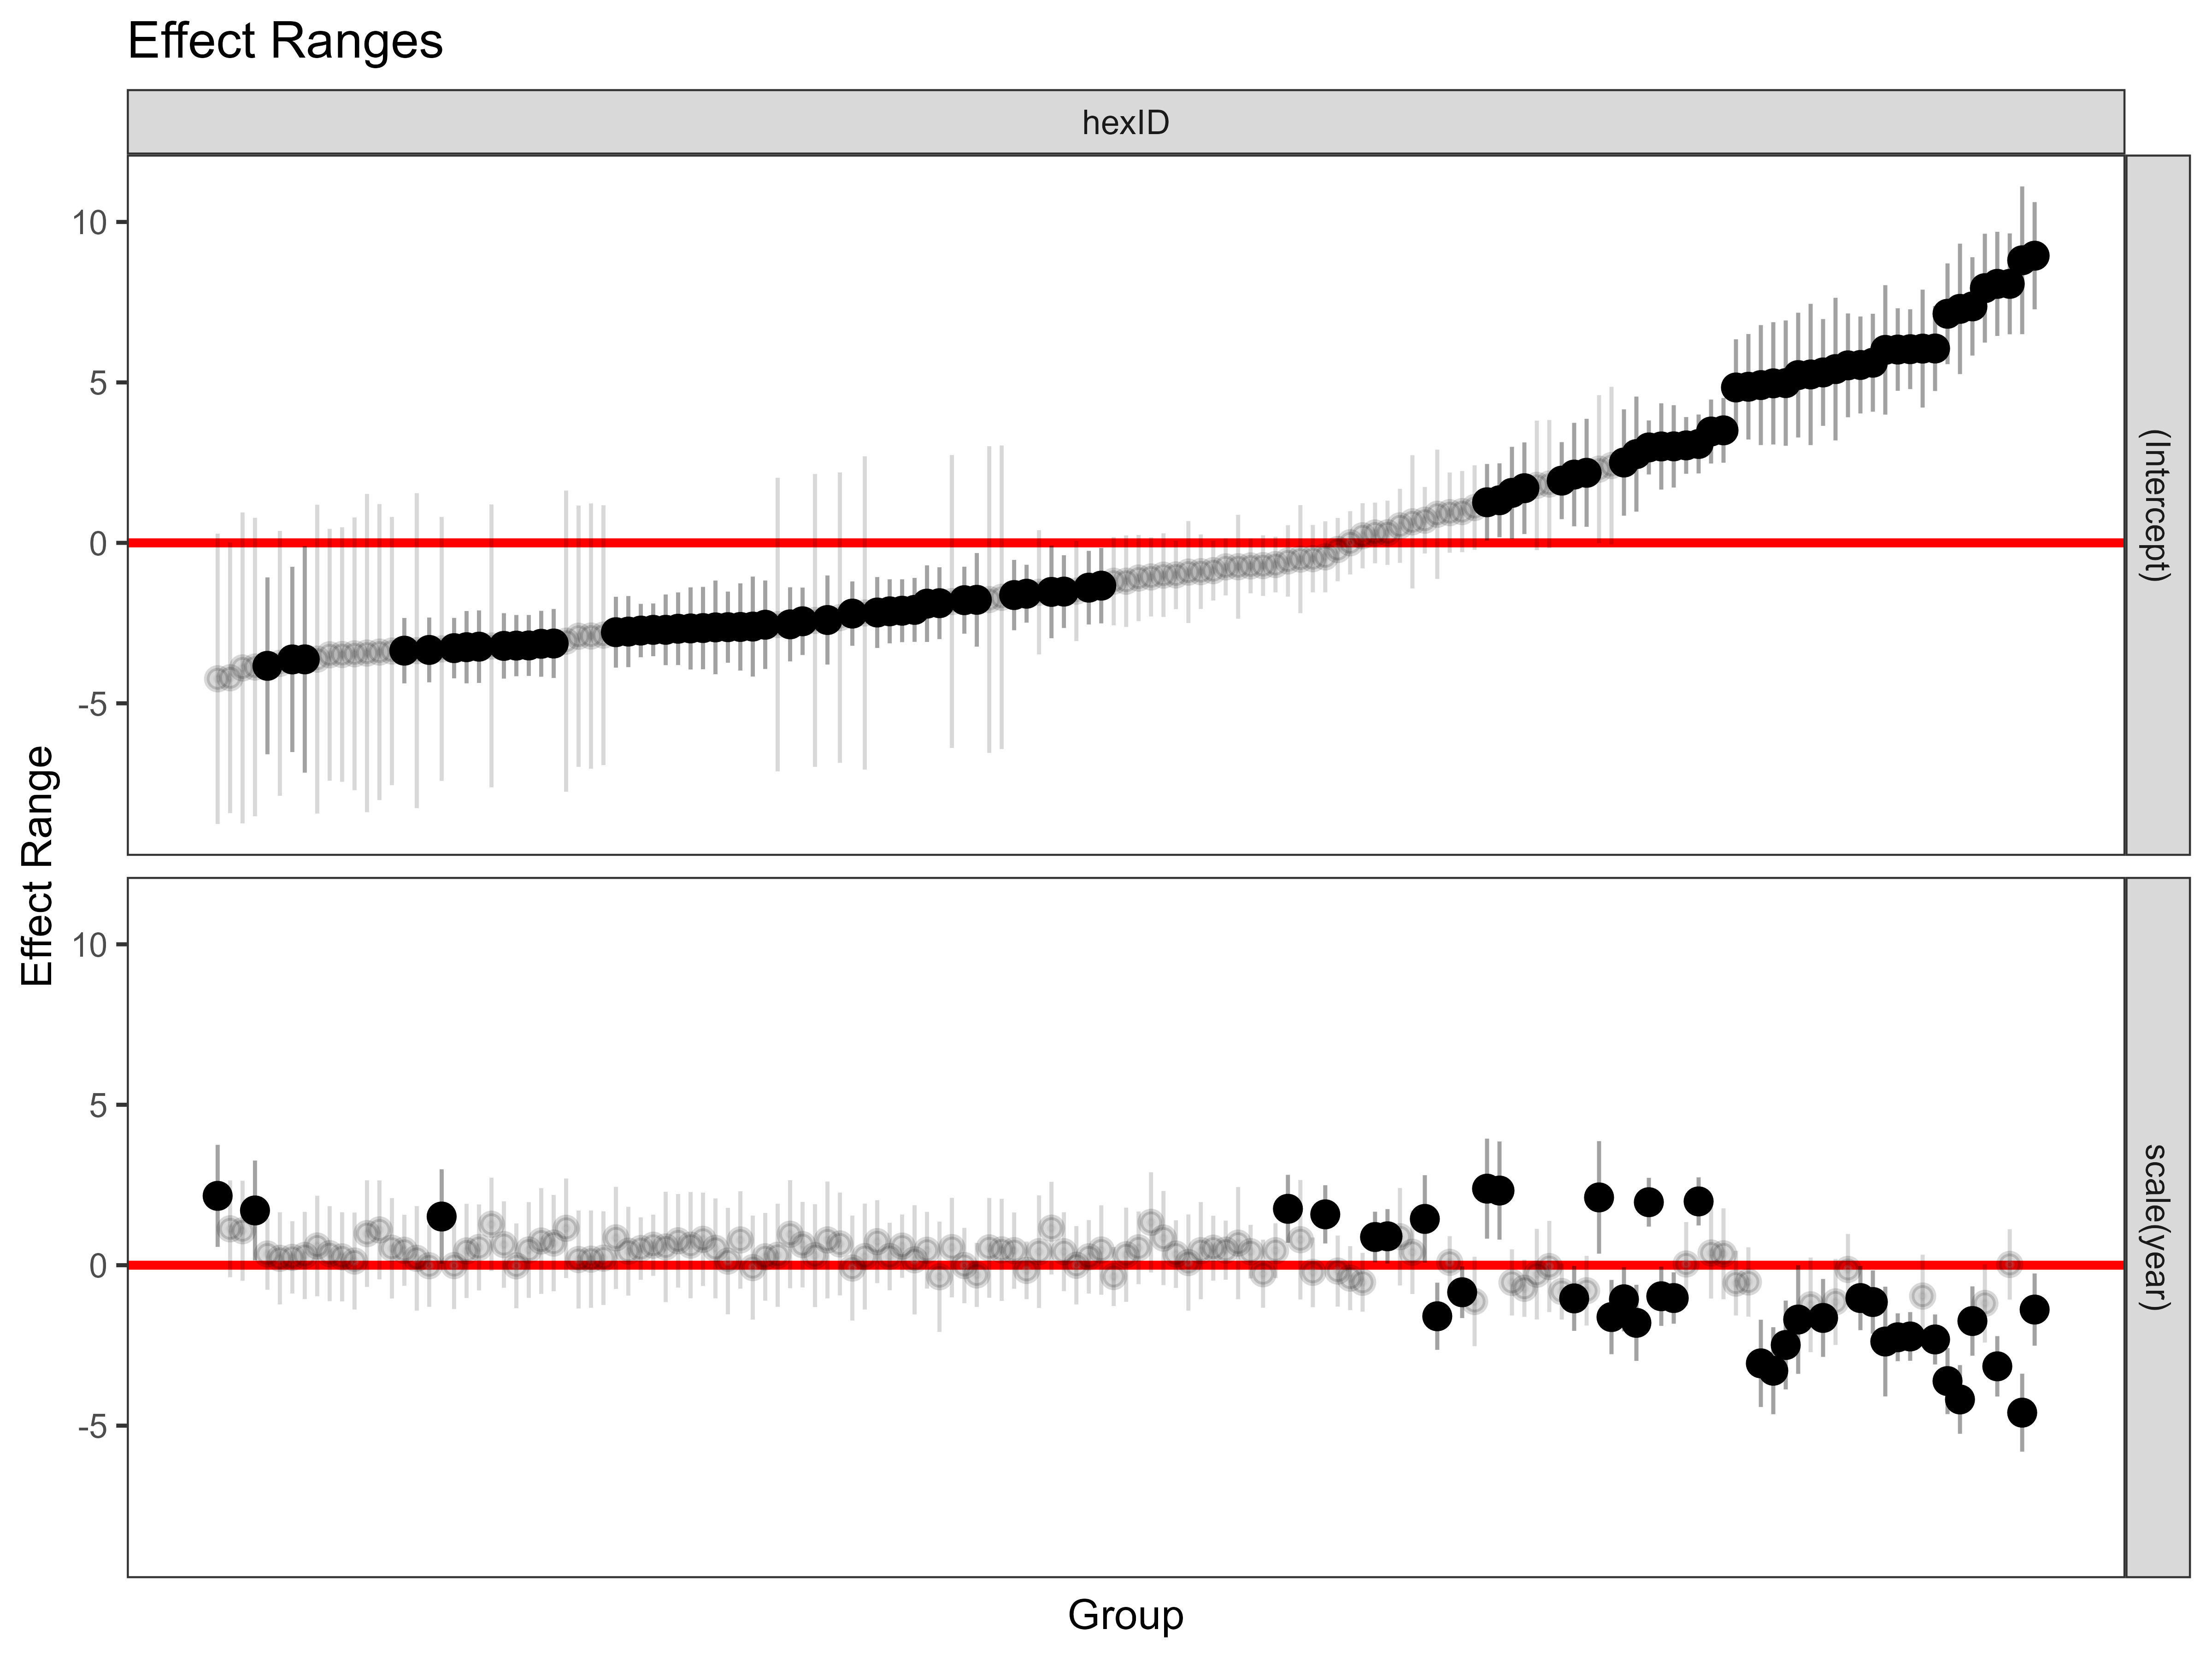 Effect Ranges
hexID
10
5
0
-5
(Intercept)
Effect Range
10
5
0
-5
scale(year)
Group